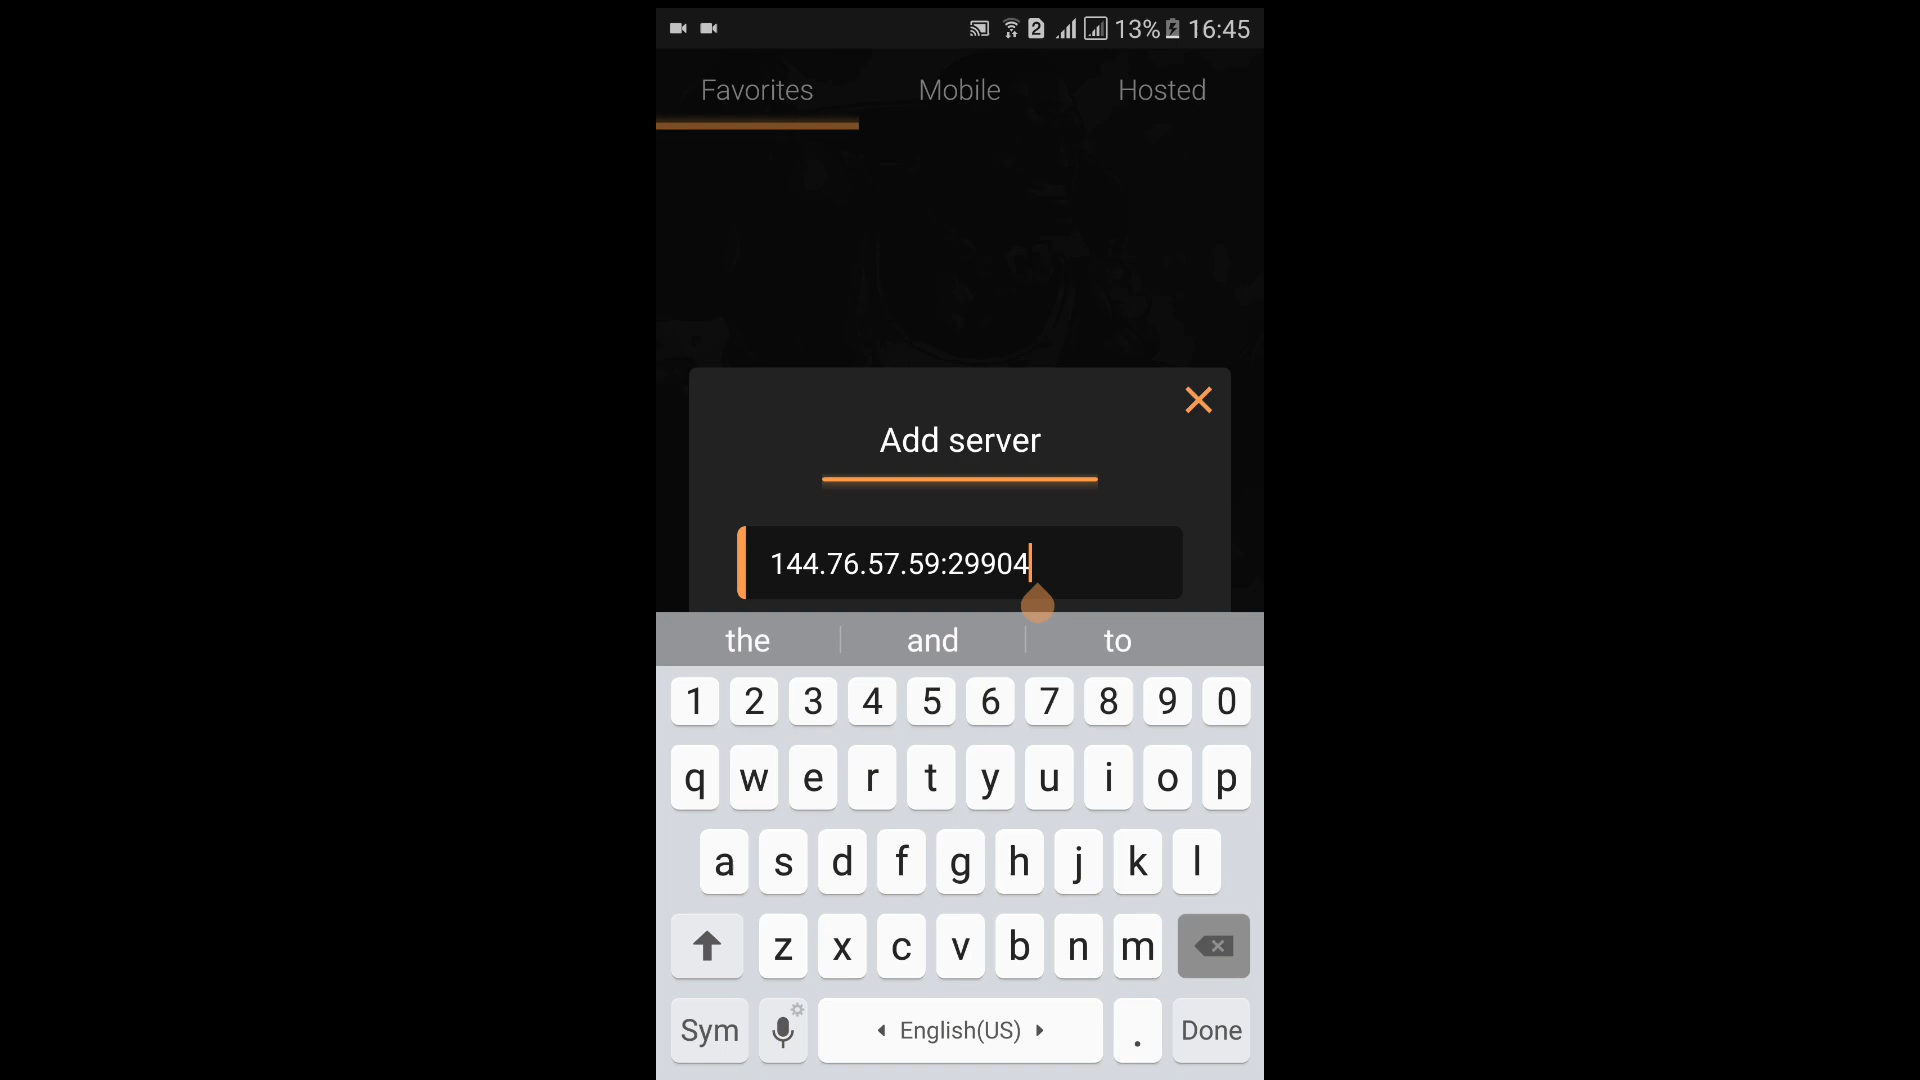 2 13% 16:45
Favorites Mobile Hosted
Add server
144.76.57.59:29904
the and to
1 2 3 4 5 6 7 8 9 0
q w e r t y u i o p
a s d f g h j k l
z x c v b n m
Sym English(US) . Done